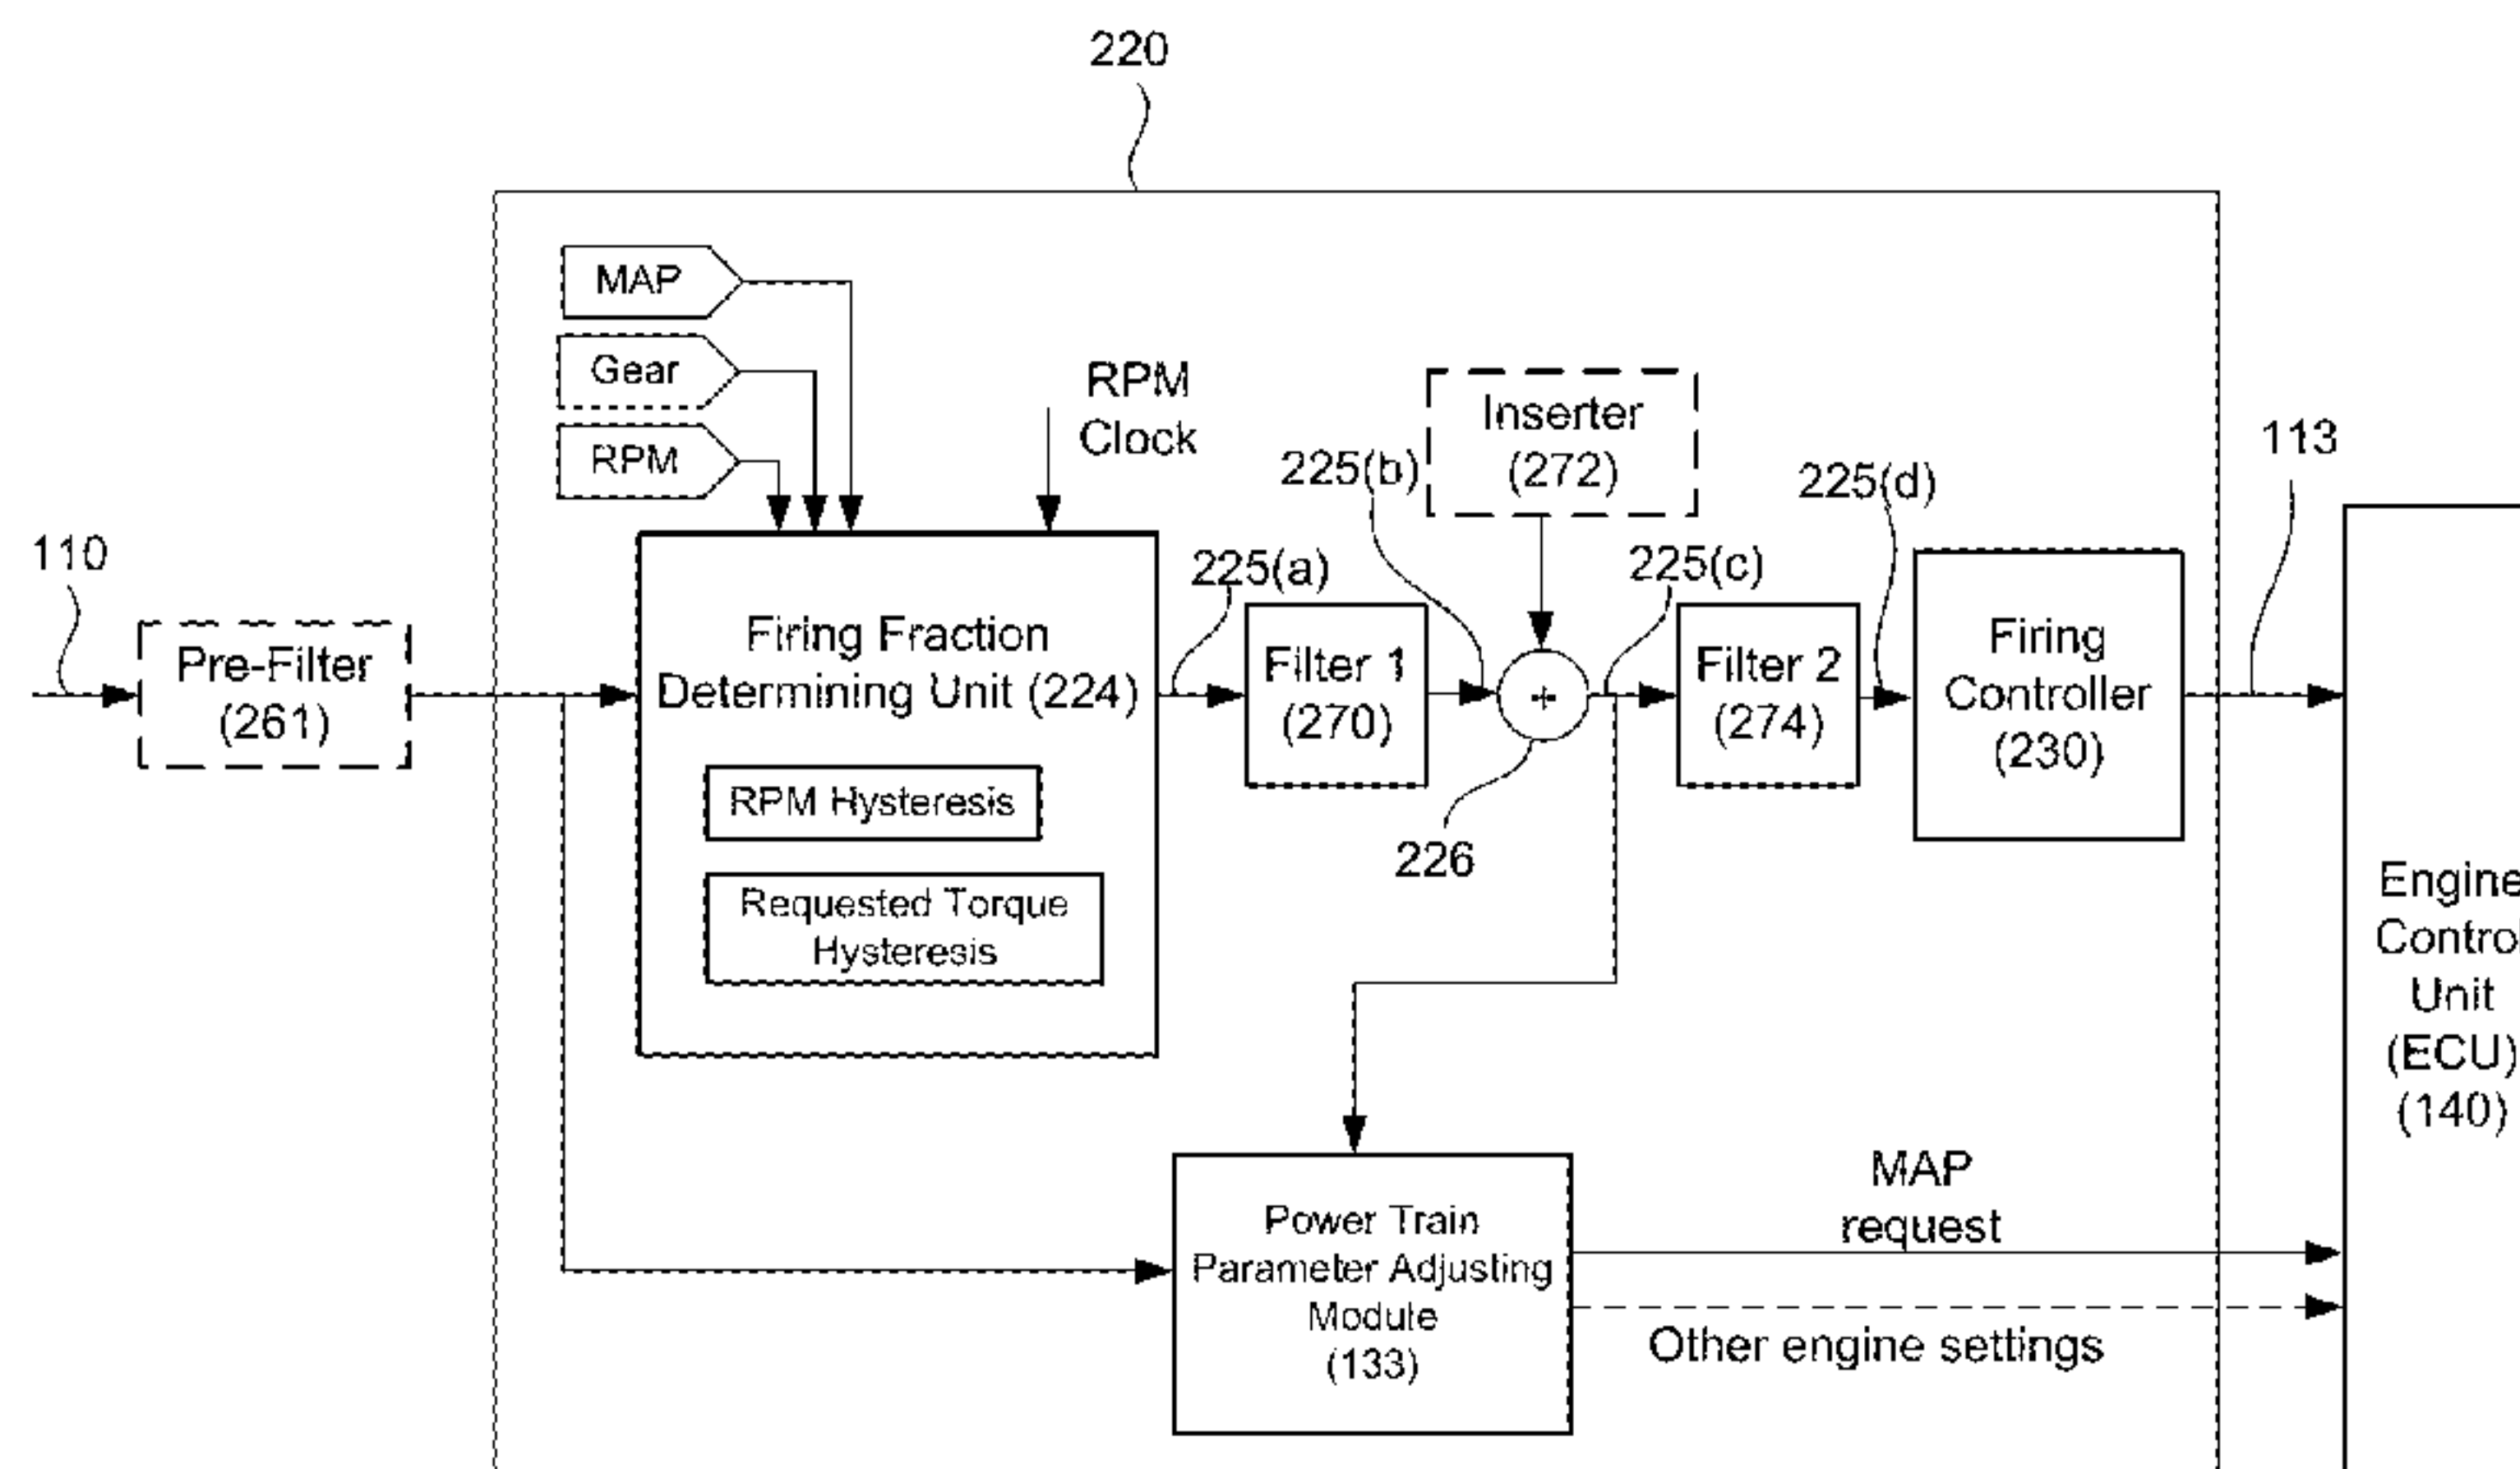 220
MAP
Gear
RPM
RPM
Clock
Inserter
(272)
225(b)
225(d)
113
110
225(a)
225(c)
Pre-Filter
(261)
Firing Fraction
Determining Unit (224)
Filter 1
(270)
+
Filter 2
(274)
Firing
Controller
(230)
RPM Hysteresis
226
Requested Torque
Hysteresis
Engine
Control
Unit
(ECU)
(140)
Power Train
Parameter Adjusting
Module
(133)
MAP
request
Other engine settings